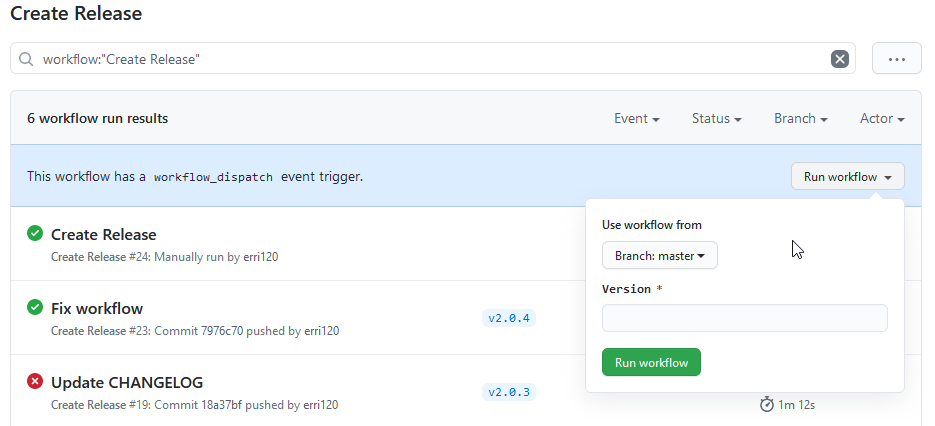 Create Release
workflow:"Create Release"
6 workflow run results
Event
Status
Branch
Actor
This workflow has a workflow_dispatch event trigger.
Run workflow
Use workflow from
Branch: master
Version *
Run workflow
Create Release
Create Release #24: Manually run by erri120
Fix workflow
v2.0.4
Create Release #23: Commit 7976c70 pushed by erri120
Update CHANGELOG
v2.0.3
Create Release #19: Commit 18a37bf pushed by erri120
1m 12s